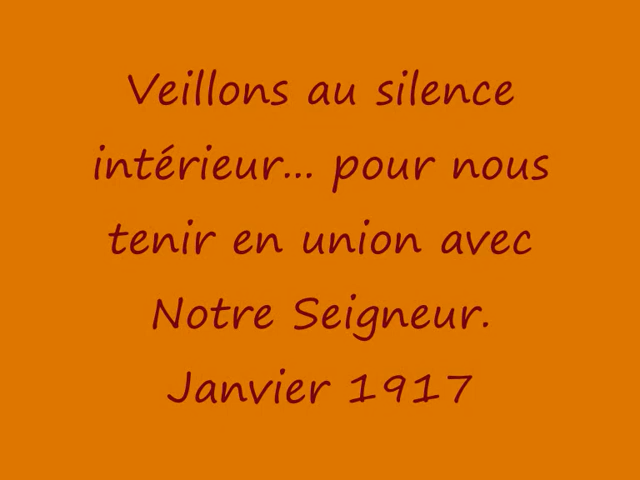 Veillons au silence
intérieur... pour nous
tenir en union avec
Notre Seigneur.
Janvier 1917